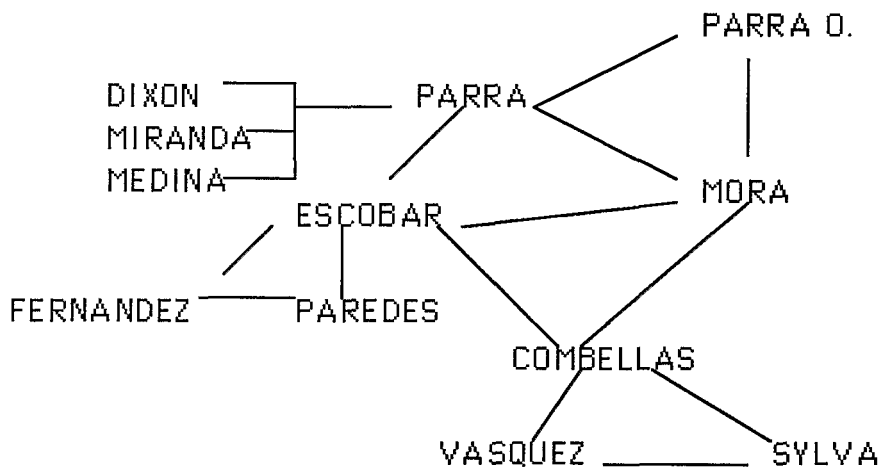 PARRA O.
DIXON
PARRA
MIRANDA
MEDINA
MORA
ESCOBAR
FERNANDEZ
PAREDES
COMBELLAS
VASQUEZ
SYLVA